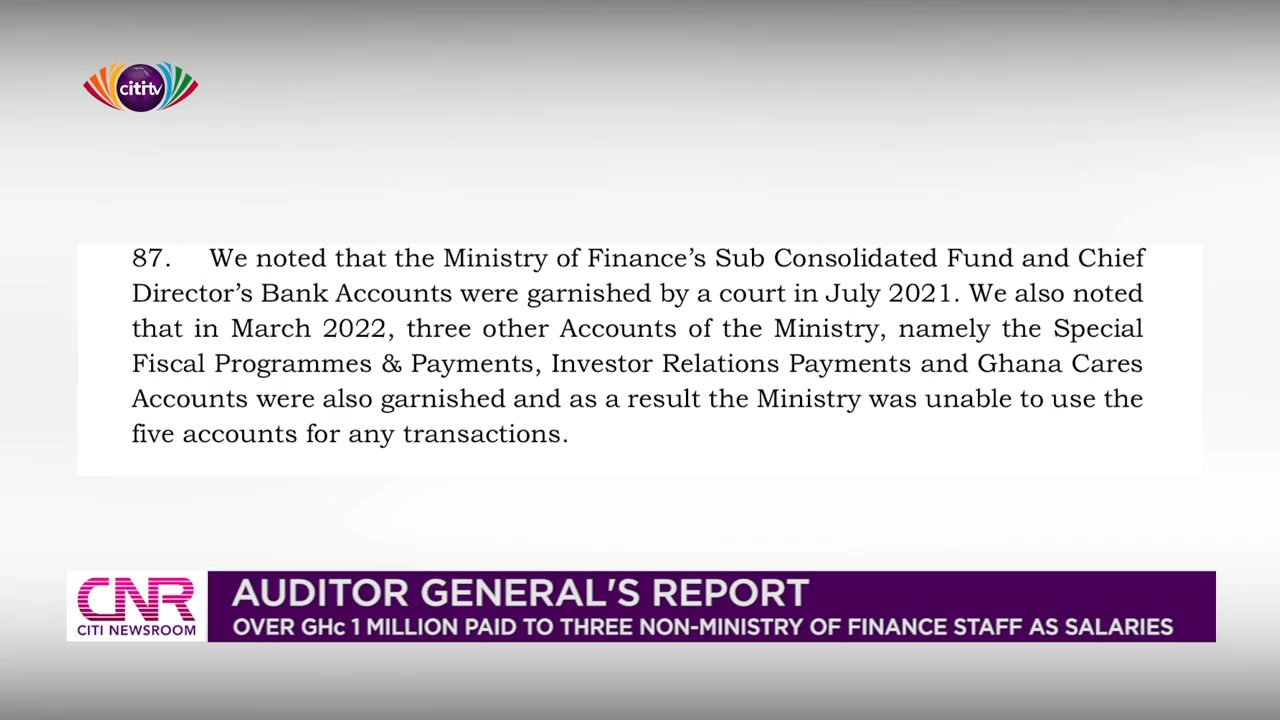 cititv
87. We noted that the Ministry of Finance's Sub Consolidated Fund and Chief
Director's Bank Accounts were garnished by a court in July 2021. We also noted
that in March 2022, three other Accounts of the Ministry, namely the Special
Fiscal Programmes & Payments, Investor Relations Payments and Ghana Cares
Accounts were also garnished and as a result the Ministry was unable to use the
five accounts for any transactions.
CNR
CITI NEWSROOM
AUDITOR GENERAL'S REPORT
OVER GHc 1 MILLION PAID TO THREE NON-MINISTRY OF FINANCE STAFF AS SALARIES